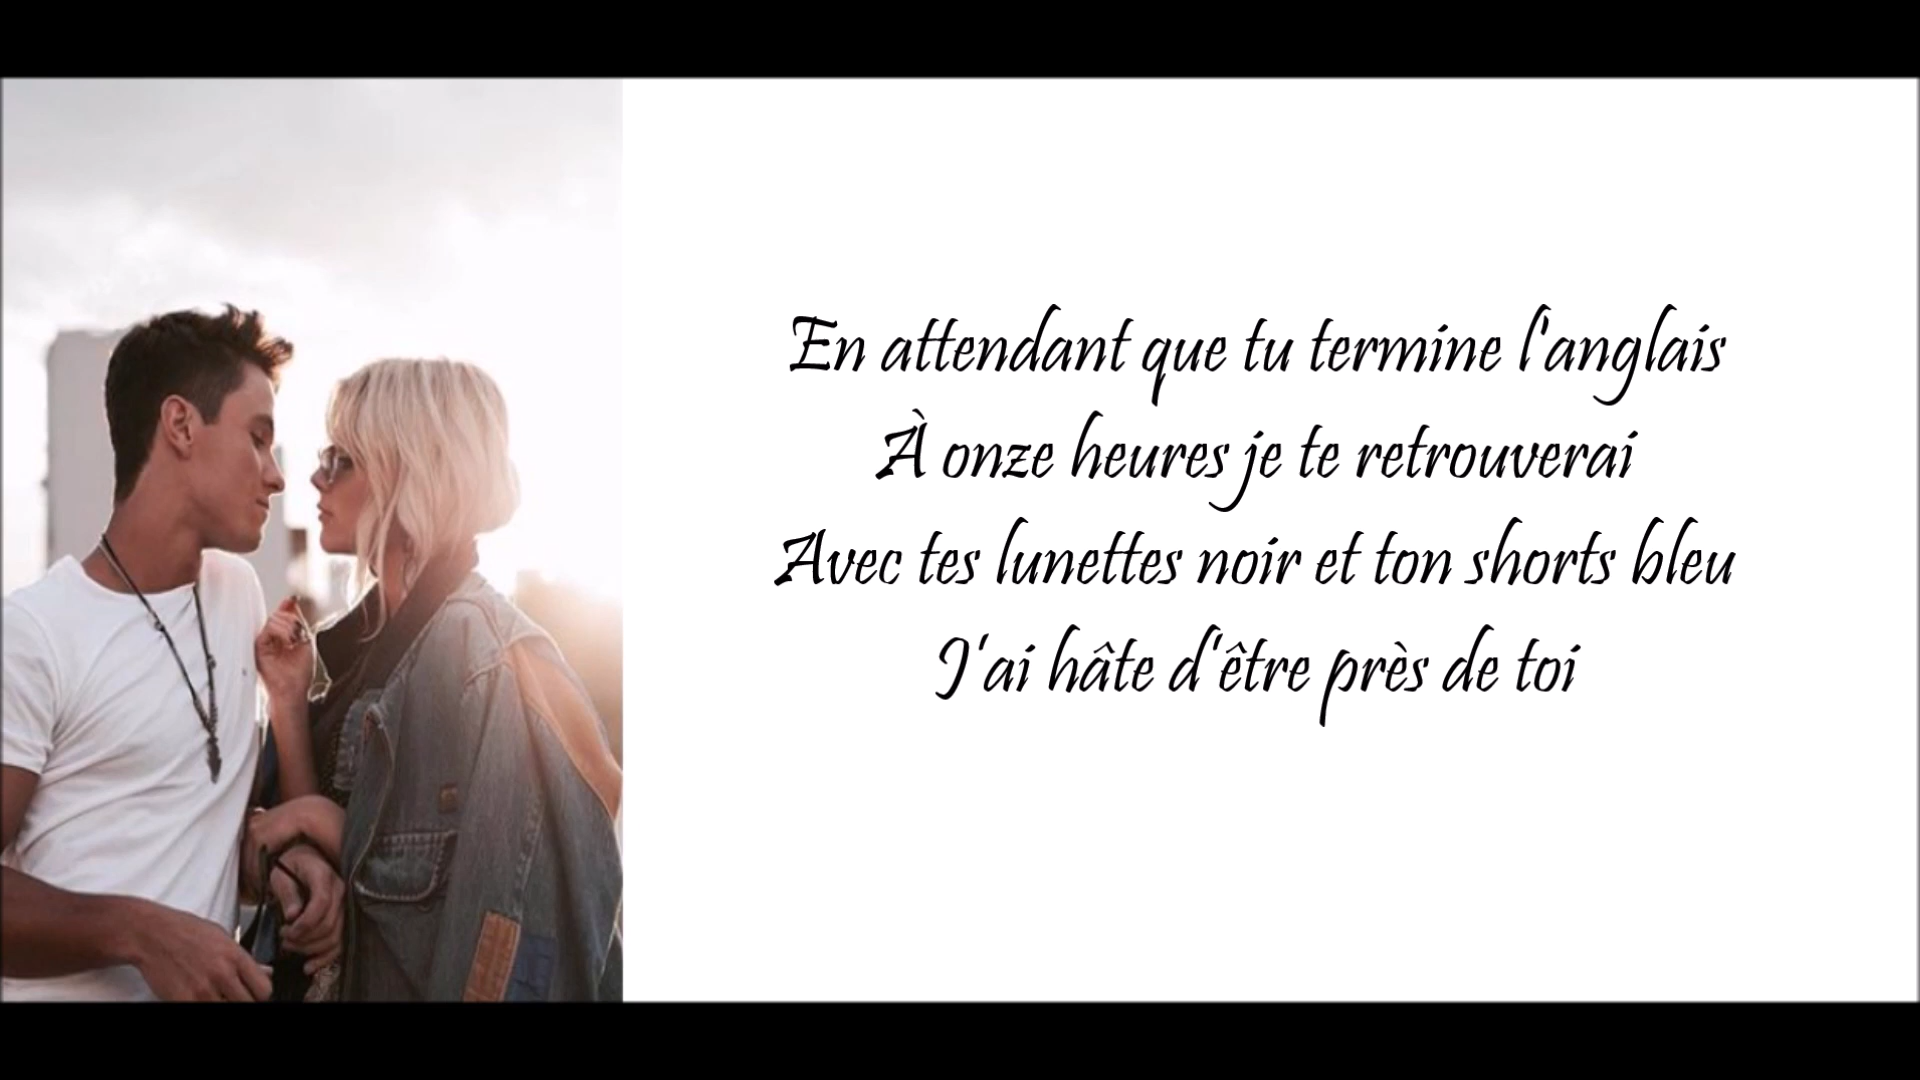 En attendant que tu termine l'anglais
À onze heures je te retrouverai
Avec tes lunettes noir et ton shorts bleu
J'ai hâte d'être près de toi